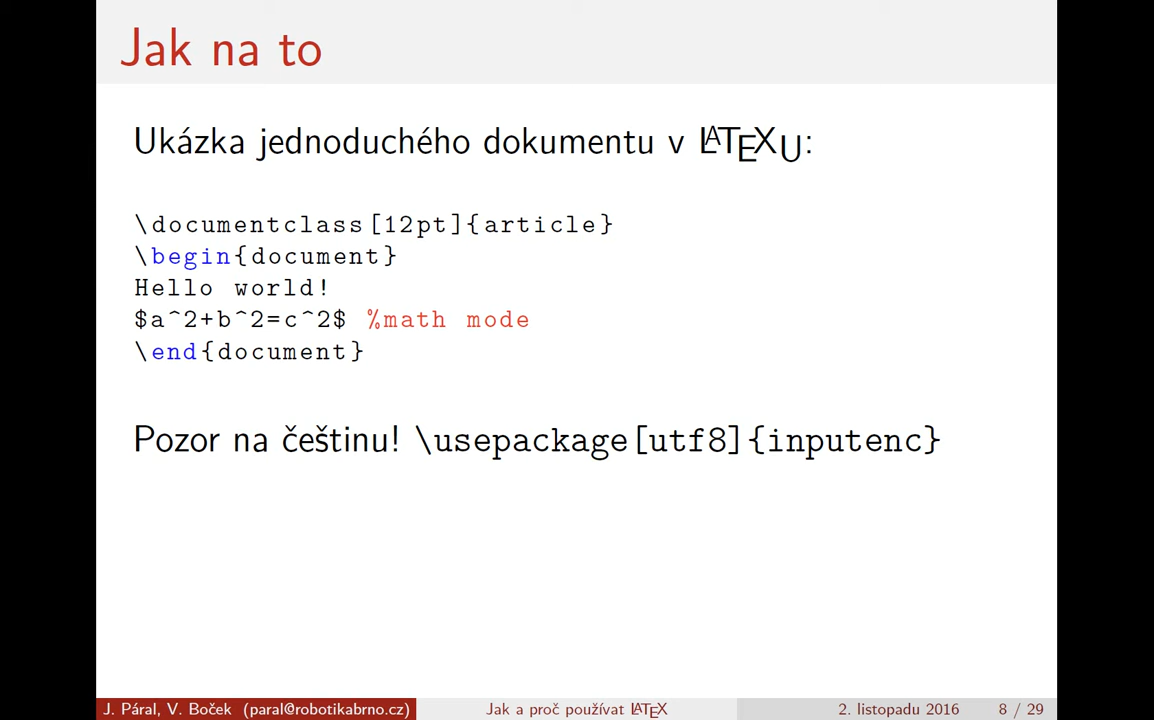 Jak na to
Ukázka jednoduchého dokumentu v LATEXU:
\documentclass[12pt]{article}
\begin{document}
Hello world!
$a^2+b^2=c^2$ %math mode
\end{document}
Pozor na češtinu! \usepackage[utf8]{inputenc}
J. Páral, V. Boček (paral@robotikabrno.cz) Jak a proč používat LATEX 2. listopadu 2016 8 / 29